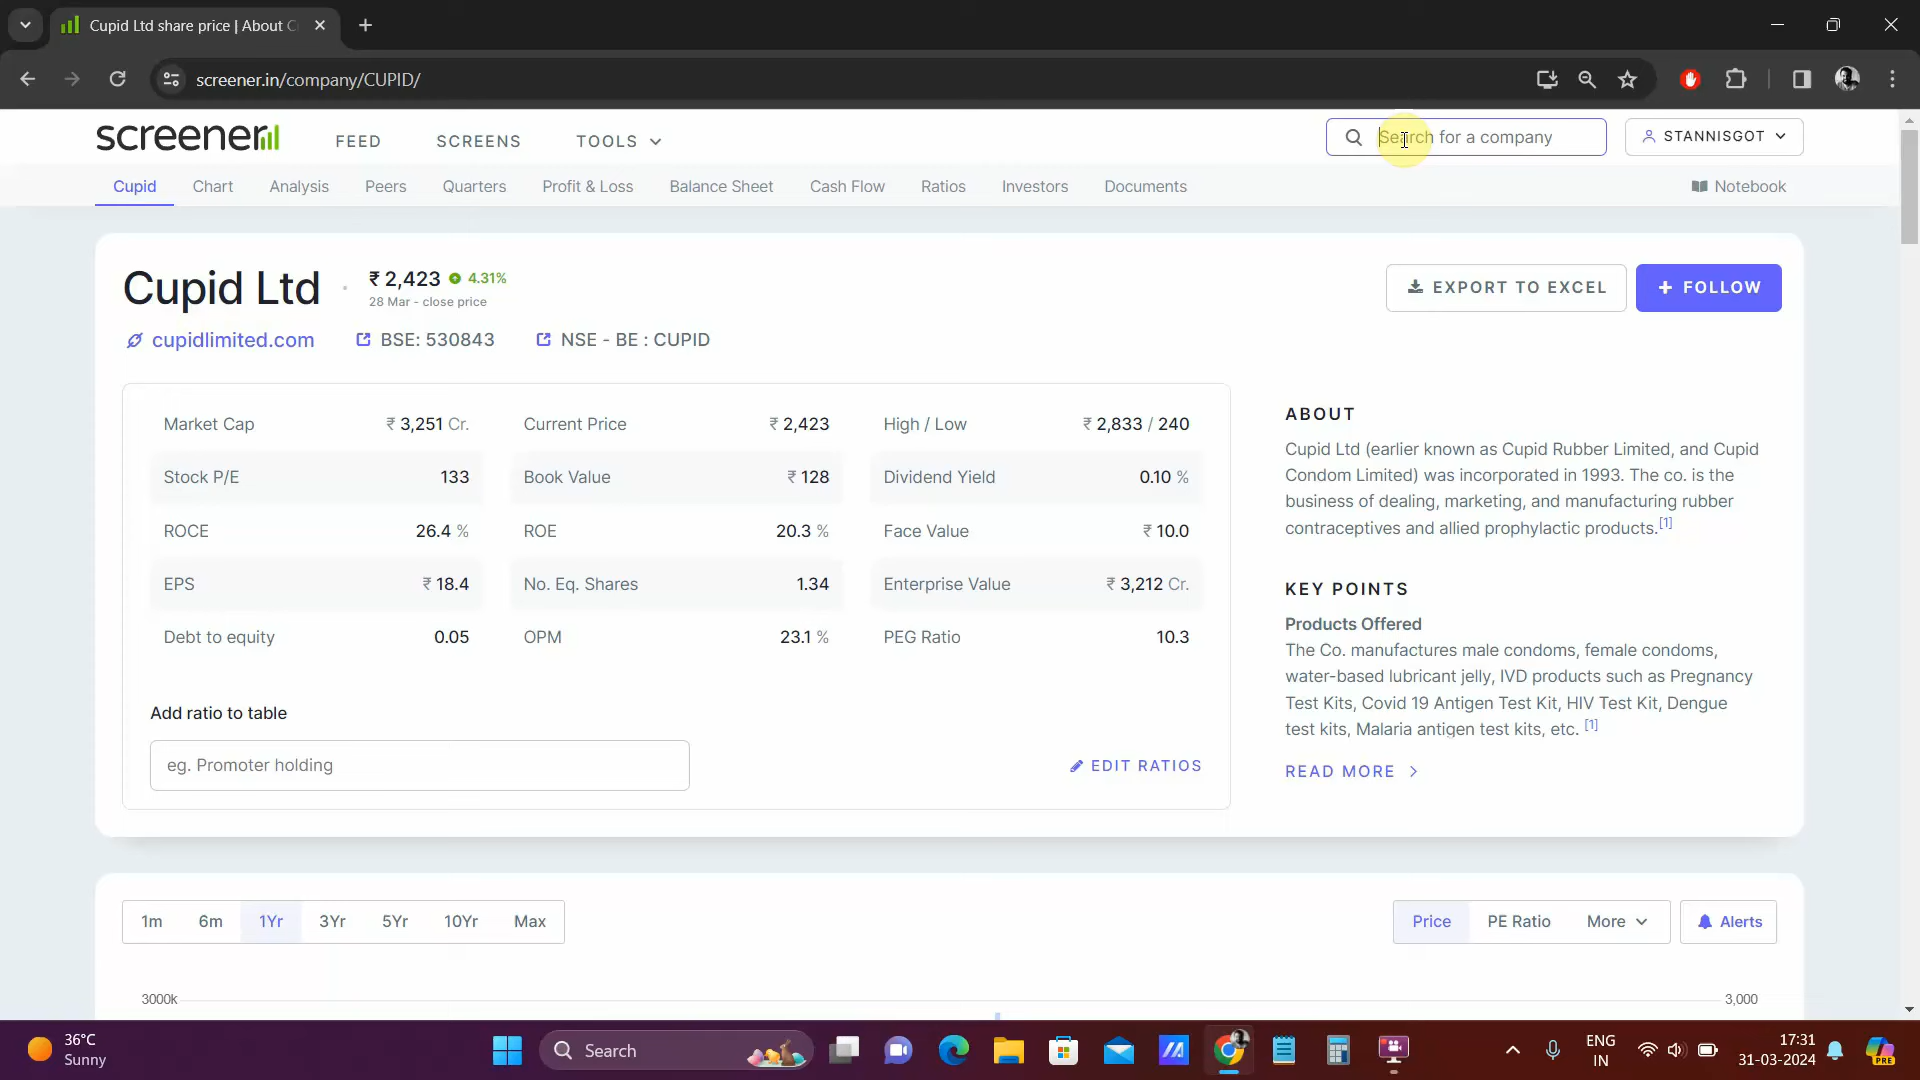 Cupid Ltd share price | About C
screener.in/company/CUPID/
screener
FEED
SCREENS
TOOLS
Search for a company
STANNISGOT
Cupid
Chart
Analysis
Peers
Quarters
Profit & Loss
Balance Sheet
Cash Flow
Ratios
Investors
Documents
Notebook
Cupid Ltd
₹ 2,423
4.31%
28 Mar - close price
EXPORT TO EXCEL
+ FOLLOW
cupidlimited.com
BSE: 530843
NSE - BE : CUPID
Market Cap ₹ 3,251 Cr.
Current Price ₹ 2,423
High / Low ₹ 2,833 / 240
Stock P/E 133
Book Value ₹ 128
Dividend Yield 0.10 %
ROCE 26.4 %
ROE 20.3 %
Face Value ₹ 10.0
EPS ₹ 18.4
No. Eq. Shares 1.34
Enterprise Value ₹ 3,212 Cr.
Debt to equity 0.05
OPM 23.1 %
PEG Ratio 10.3
Add ratio to table
eg. Promoter holding
EDIT RATIOS
ABOUT
Cupid Ltd (earlier known as Cupid Rubber Limited, and Cupid
Condom Limited) was incorporated in 1993. The co. is the
business of dealing, marketing, and manufacturing rubber
contraceptives and allied prophylactic products.[1]
KEY POINTS
Products Offered
The Co. manufactures male condoms, female condoms,
water-based lubricant jelly, IVD products such as Pregnancy
Test Kits, Covid 19 Antigen Test Kit, HIV Test Kit, Dengue
test kits, Malaria antigen test kits, etc. [1]
READ MORE
1m
6m
1Yr
3Yr
5Yr
10Yr
Max
Price
PE Ratio
More
Alerts
3000k
3,000
36°C
Sunny
Search
ENG
IN
17:31
31-03-2024
PRE